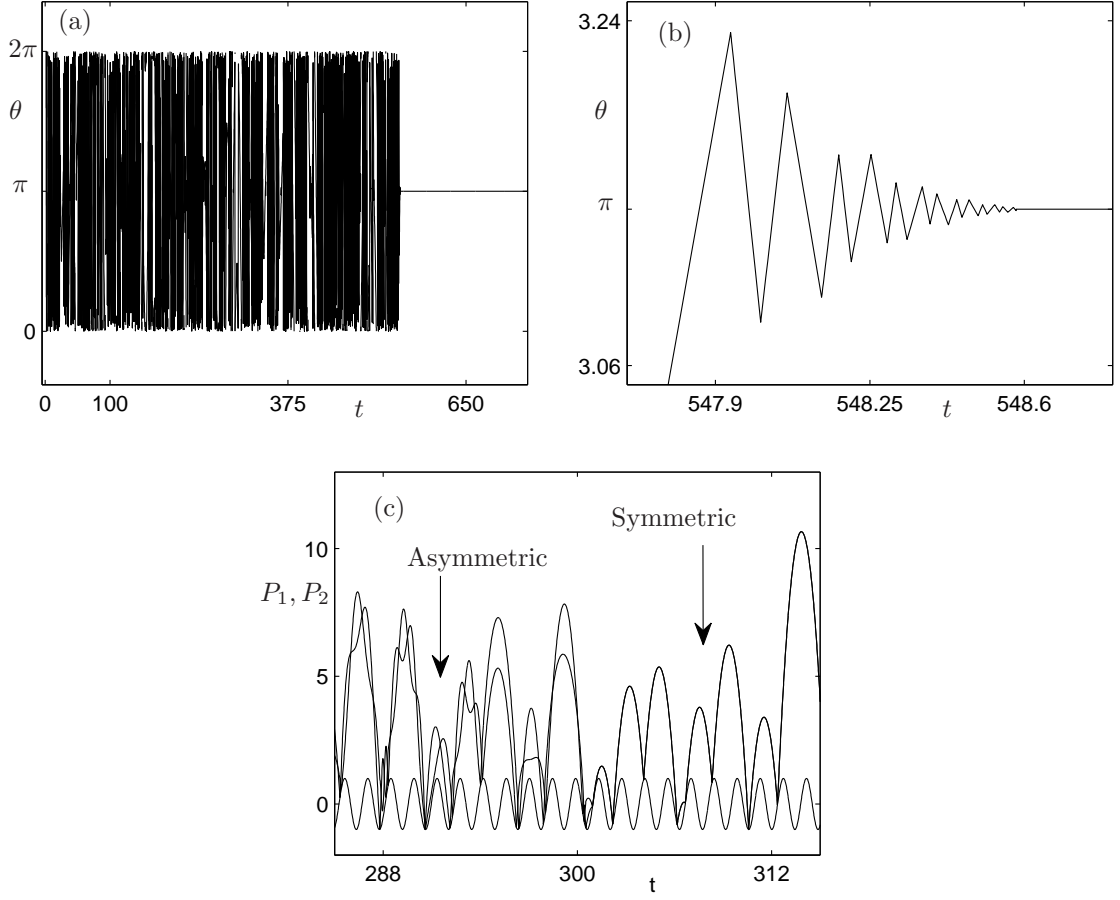 (a)
2π
θ
π
0
0 100 375 t 650
(b)
3.24
θ
π
3.06
547.9 548.25 t 548.6
(c)
Symmetric
Asymmetric
10
P₁, P₂
5
0
288 300 t 312